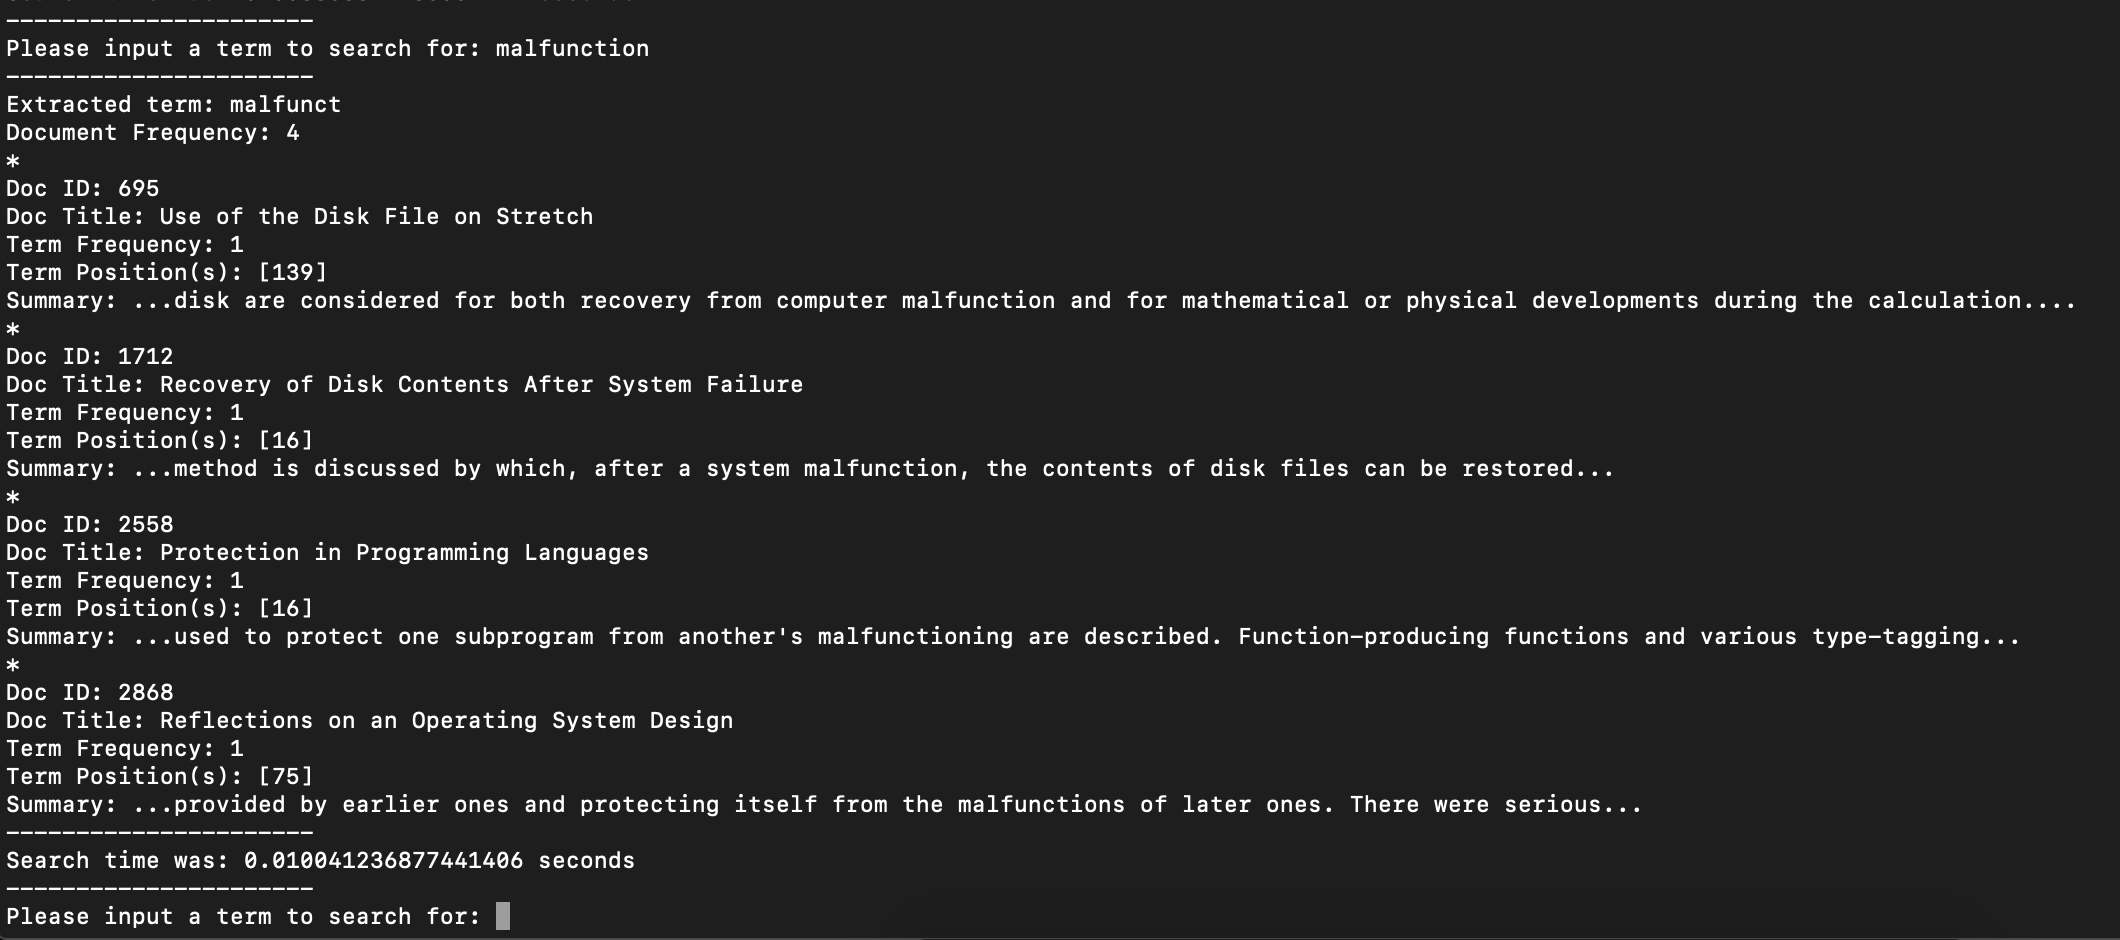 ----------------------
Please input a term to search for: malfunction
----------------------
Extracted term: malfunct
Document Frequency: 4
*
Doc ID: 695
Doc Title: Use of the Disk File on Stretch
Term Frequency: 1
Term Position(s): [139]
Summary: ...disk are considered for both recovery from computer malfunction and for mathematical or physical developments during the calculation....
*
Doc ID: 1712
Doc Title: Recovery of Disk Contents After System Failure
Term Frequency: 1
Term Position(s): [16]
Summary: ...method is discussed by which, after a system malfunction, the contents of disk files can be restored...
*
Doc ID: 2558
Doc Title: Protection in Programming Languages
Term Frequency: 1
Term Position(s): [16]
Summary: ...used to protect one subprogram from another's malfunctioning are described. Function-producing functions and various type-tagging...
*
Doc ID: 2868
Doc Title: Reflections on an Operating System Design
Term Frequency: 1
Term Position(s): [75]
Summary: ...provided by earlier ones and protecting itself from the malfunctions of later ones. There were serious...
----------------------
Search time was: 0.010041236877441406 seconds
----------------------
Please input a term to search for: